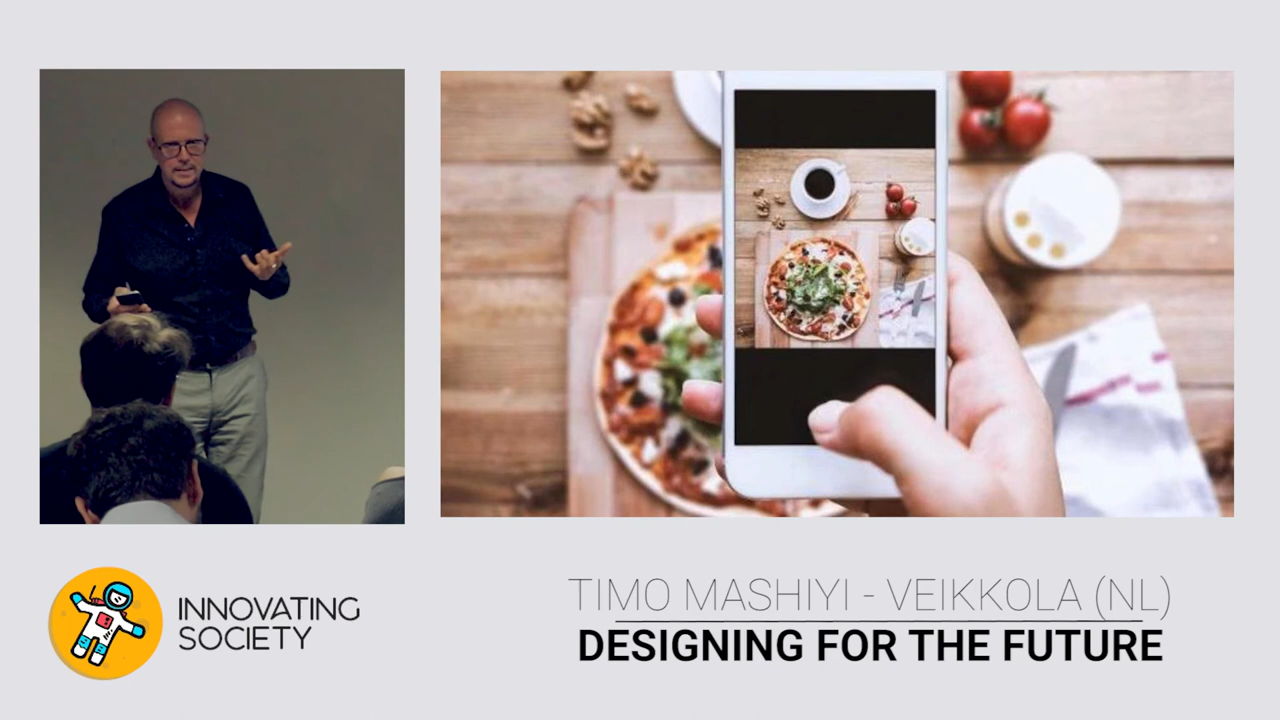 INNOVATING
SOCIETY
TIMO MASHIYI - VEIKKOLA (NL)
DESIGNING FOR THE FUTURE